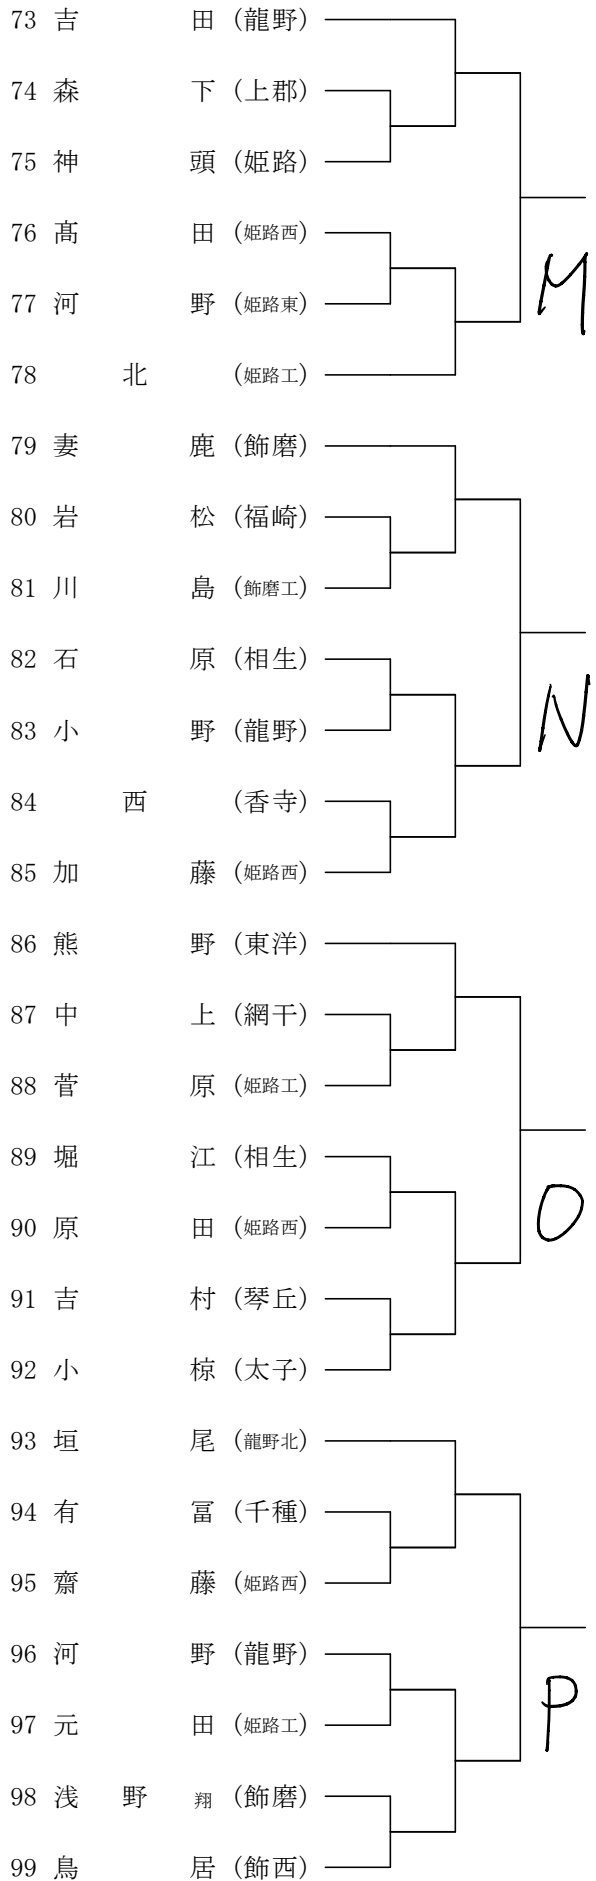 73 吉田 (龍野)
74 森下 (上郡)
75 神頭 (姫路)
76 髙田 (姫路西)
M
77 河野 (姫路東)
78 北 (姫路工)
79 妻鹿 (飾磨)
80 岩松 (福崎)
81 川島 (飾磨工)
82 石原 (相生)
N
83 小野 (龍野)
84 西 (香寺)
85 加藤 (姫路西)
86 熊野 (東洋)
87 中上 (網干)
88 菅原 (姫路工)
89 堀江 (相生)
O
90 原田 (姫路西)
91 吉村 (琴丘)
92 小椋 (太子)
93 垣尾 (龍野北)
94 有冨 (千種)
95 齋藤 (姫路西)
96 河野 (龍野)
P
97 元田 (姫路工)
98 浅野翔 (飾磨)
99 鳥居 (飾西)